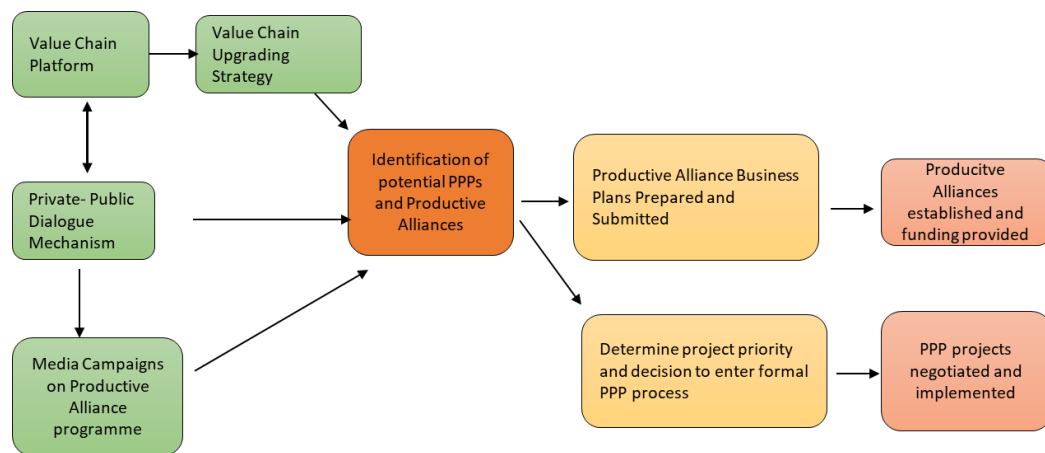 Value Chain
Platform
Value Chain
Upgrading
Strategy
Identification of
potential PPPs
and Productive
Alliances
Productive Alliance Business
Plans Prepared and
Submitted
Producitve
Alliances
established and
funding provided
Private- Public
Dialogue
Mechanism
Media Campaigns
on Productive
Alliance
programme
Determine project priority
and decision to enter formal
PPP process
PPP projects
negotiated and
implemented